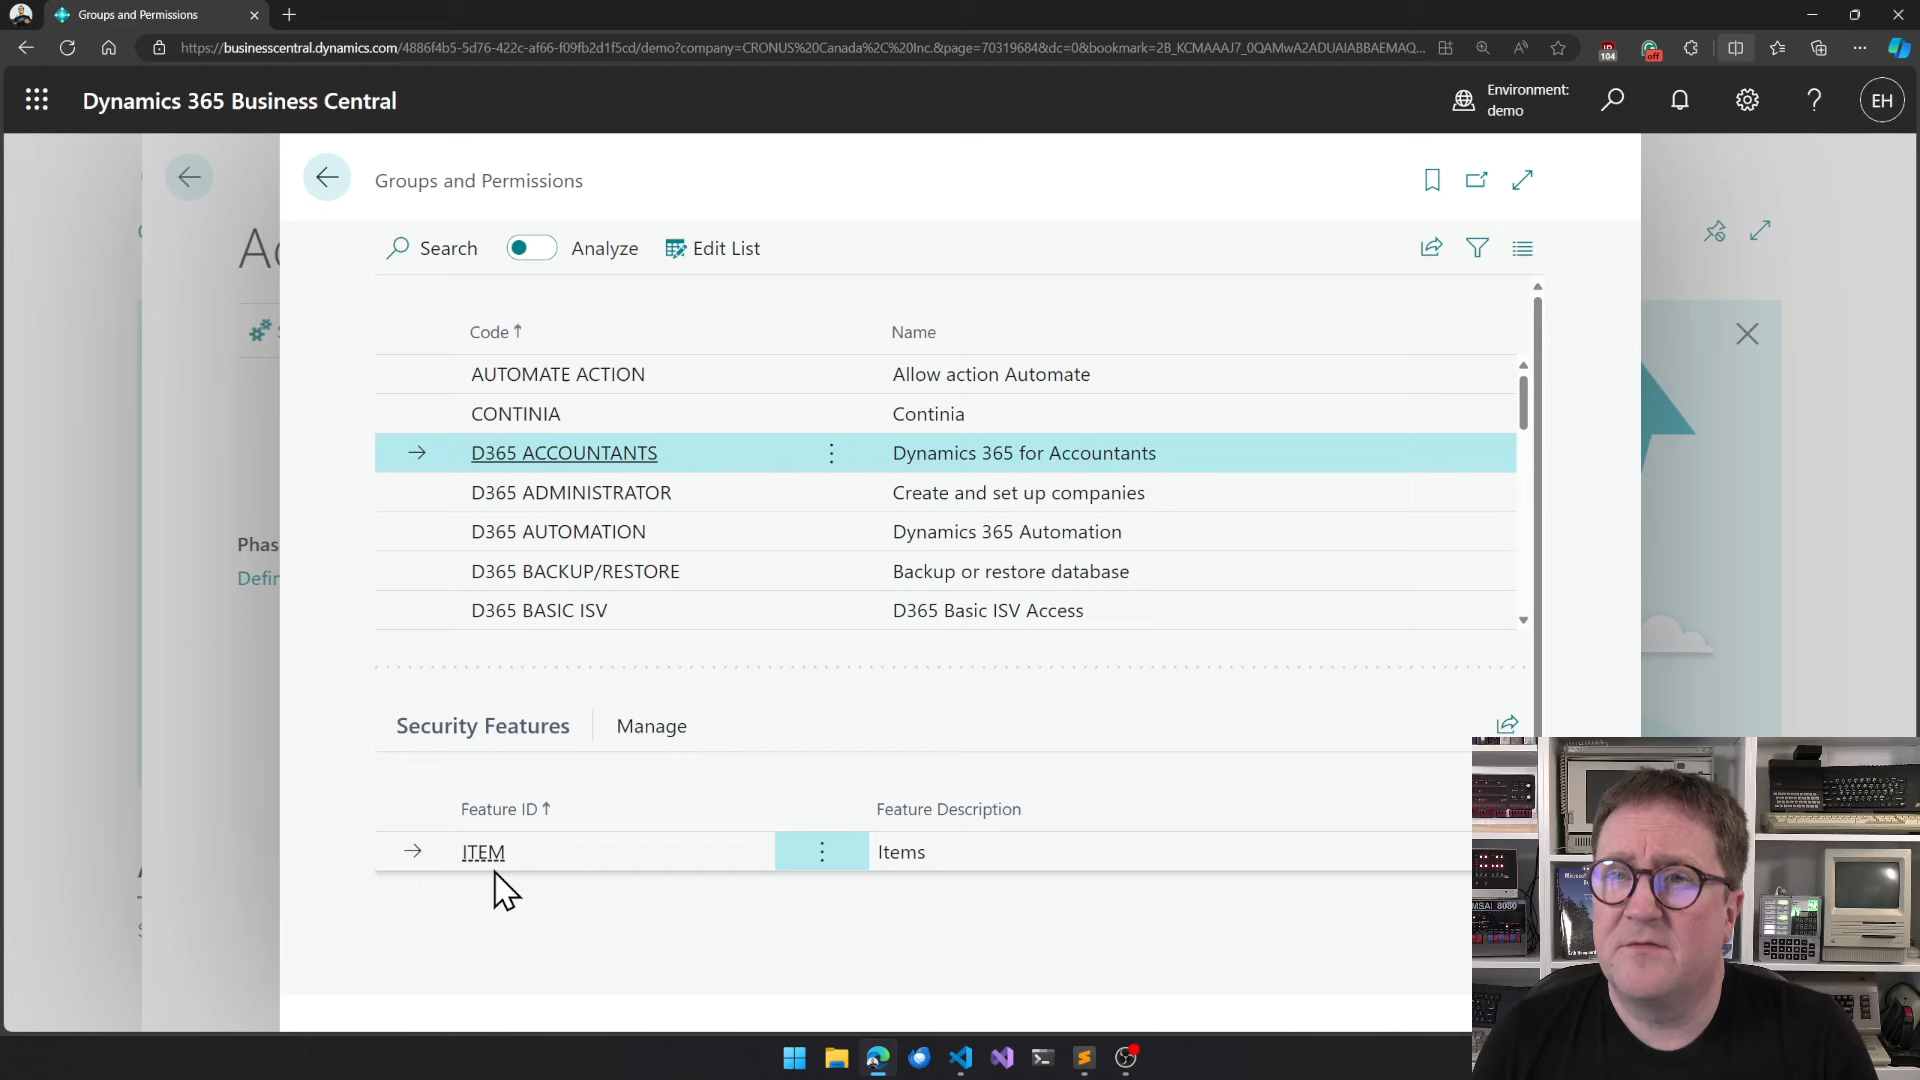 Groups and Permissions
https://businesscentral.dynamics.com/4886f4b5-5d76-422c-af66-f09fb2d1f5cd/demo?company=CRONUS%20Canada%2C%20Inc.&page=70319684&dc=0&bookmark=2B_KCMAAAJ7_0QAMwA2ADUAIABBAEMAQ...
104
off
Dynamics 365 Business Central
Environment:
demo
EH
Groups and Permissions
Search
Analyze
Edit List
Code
Name
AUTOMATE ACTION
Allow action Automate
CONTINIA
Continia
D365 ACCOUNTANTS
Dynamics 365 for Accountants
D365 ADMINISTRATOR
Create and set up companies
D365 AUTOMATION
Dynamics 365 Automation
D365 BACKUP/RESTORE
Backup or restore database
D365 BASIC ISV
D365 Basic ISV Access
Phas
Defin
Security Features
Manage
Feature ID
Feature Description
ITEM
Items